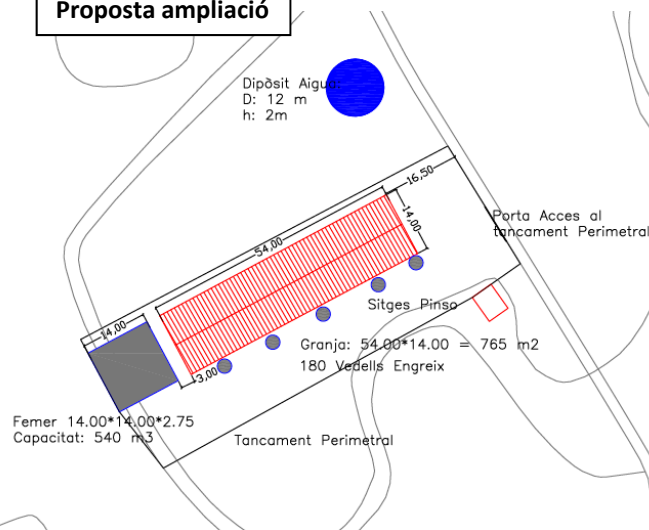 Proposta ampliació
Dipòsit Aigua
D: 12 m
h: 2m
16,50
14,00
54,00
Porta Acces al
tancament Perimetral
Sitges Pinso
14,00
Granja: 54.00*14.00 = 765 m2
180 Vedells Engreix
3,00
Femer 14.00*14.00*2.75
Capacitat: 540 m3
Tancament Perimetral